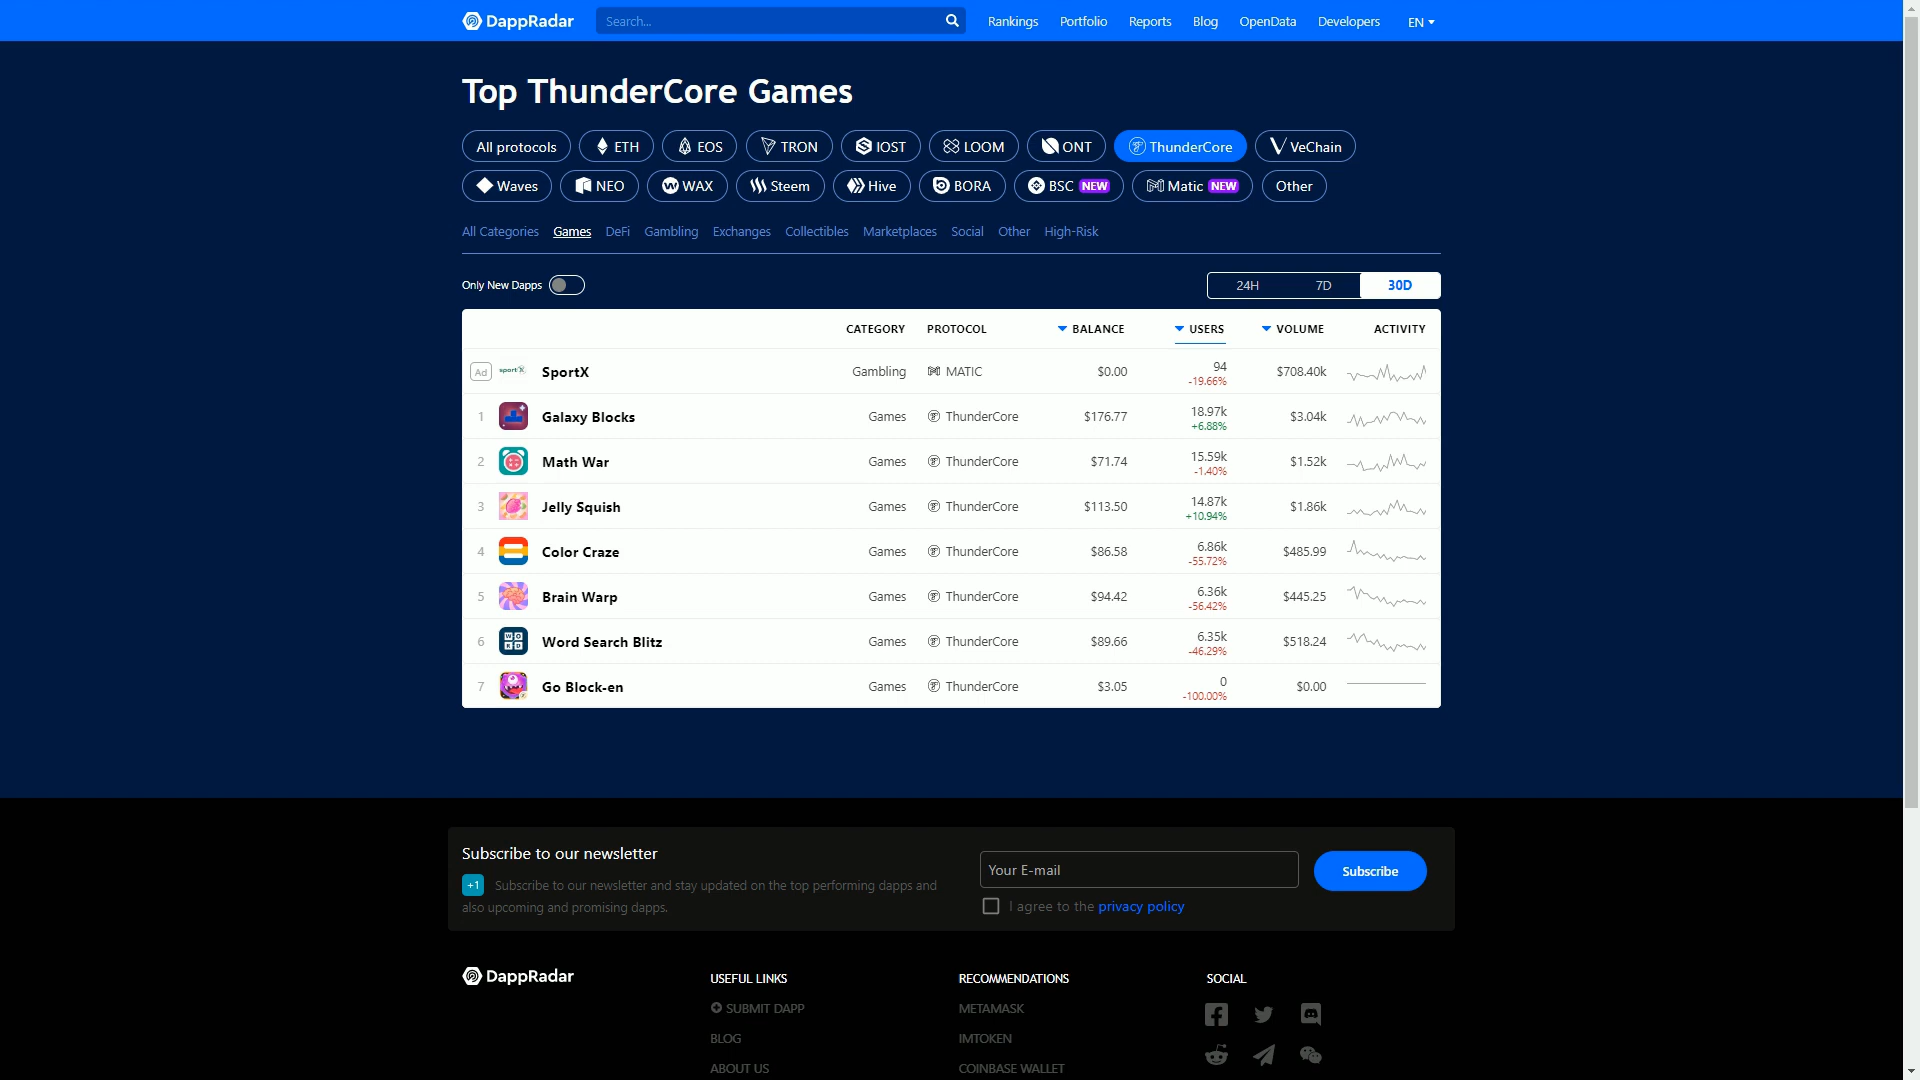 DappRadar Search... Rankings Portfolio Reports Blog OpenData Developers EN
Top ThunderCore Games
All protocols ETH EOS TRON IOST LOOM ONT ThunderCore VeChain
Waves NEO WAX Steem Hive BORA BSC NEW Matic NEW Other
All Categories Games DeFi Gambling Exchanges Collectibles Marketplaces Social Other High-Risk
Only New Dapps 24H 7D 30D
CATEGORY PROTOCOL BALANCE USERS VOLUME ACTIVITY
Ad sportX SportX Gambling MATIC $0.00 94 $708.40k
-19.66%
1 Galaxy Blocks Games ThunderCore $176.77 18.97k $3.04k
+6.88%
2 Math War Games ThunderCore $71.74 15.59k $1.52k
-1.40%
3 Jelly Squish Games ThunderCore $113.50 14.87k $1.86k
+10.94%
4 Color Craze Games ThunderCore $86.58 6.86k $485.99
-55.72%
5 Brain Warp Games ThunderCore $94.42 6.36k $445.25
-56.42%
6 WORD Word Search Blitz Games ThunderCore $89.66 6.35k $518.24
-46.29%
7 Go Block-en Games ThunderCore $3.05 0 $0.00
-100.00%
Subscribe to our newsletter
+1 Subscribe to our newsletter and stay updated on the top performing dapps and
also upcoming and promising dapps.
Your E-mail Subscribe
I agree to the privacy policy
DappRadar USEFUL LINKS RECOMMENDATIONS SOCIAL
SUBMIT DAPP METAMASK
BLOG IMTOKEN
ABOUT US COINBASE WALLET